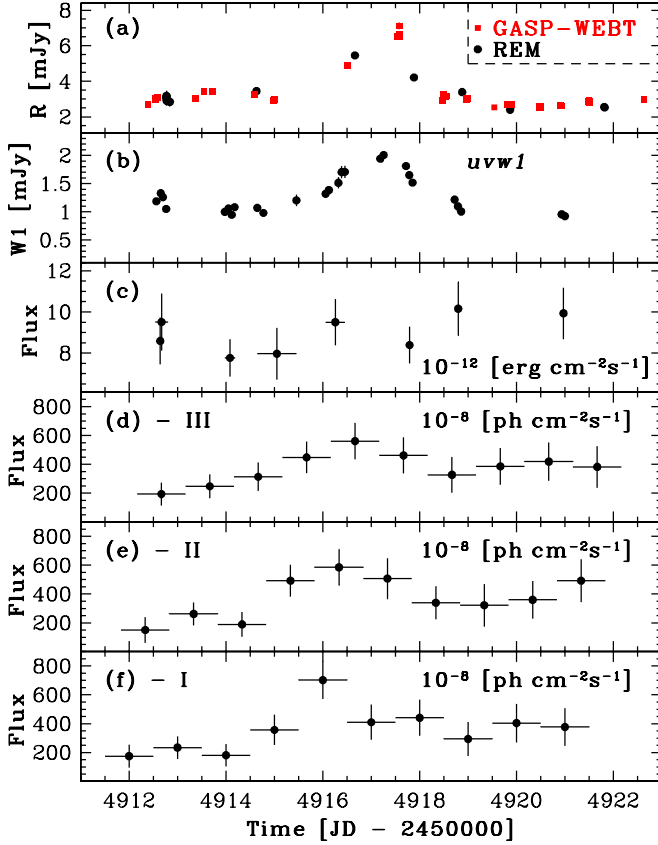 (a)
GASP-WEBT
REM
R [mJy]
8
6
4
2
(b)
uvw1
W1 [mJy]
2
1.5
1
0.5
(c)
10⁻¹² [erg cm⁻²s⁻¹]
Flux
12
10
8
(d) - III
10⁻⁸ [ph cm⁻²s⁻¹]
Flux
800
600
400
200
(e) - II
10⁻⁸ [ph cm⁻²s⁻¹]
Flux
800
600
400
200
(f) - I
10⁻⁸ [ph cm⁻²s⁻¹]
Flux
800
600
400
200
4912 4914 4916 4918 4920 4922
Time [JD - 2450000]